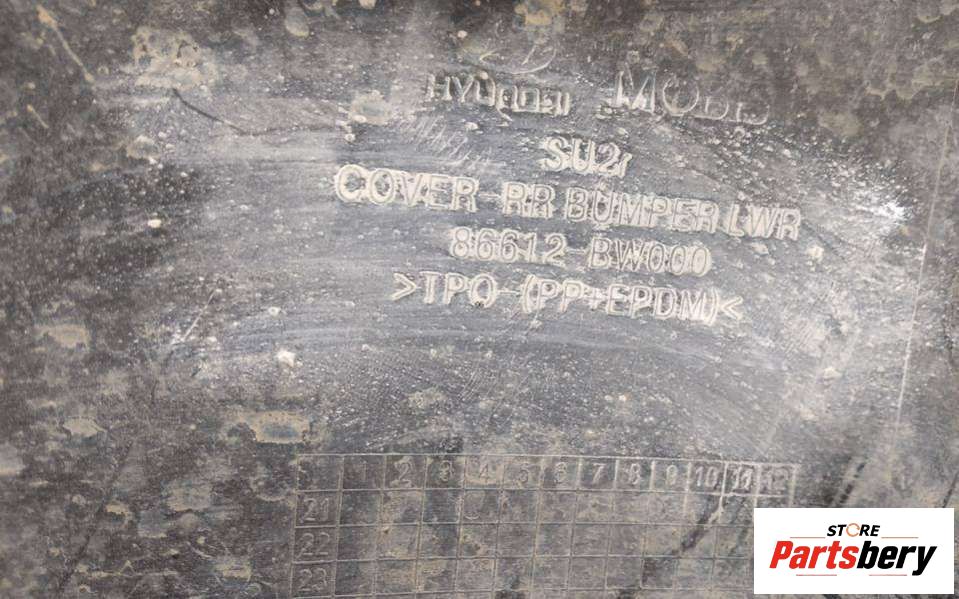 HYUNDAI MOBIS
SU2r
COVER-RR BUMPER LWR
86612-BW000
>TPO-(PP+EPDM)<
1 2 3 4 5 6 7 8 9 10 11 12
21
22
23
STORE
Partsbery